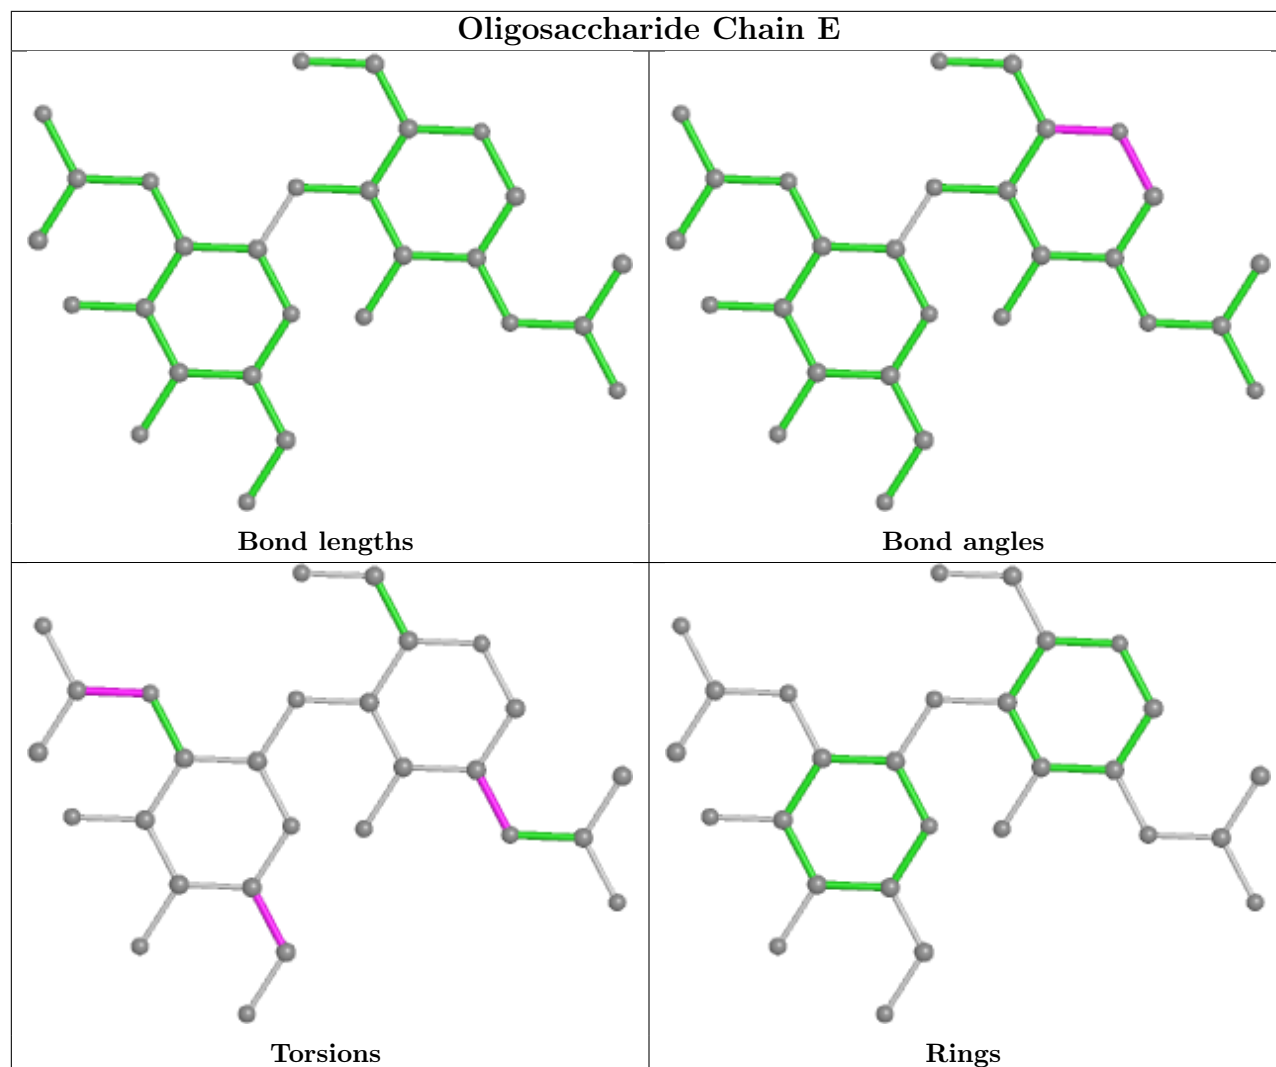 Oligosaccharide Chain E
Bond lengths
Bond angles
Torsions
Rings